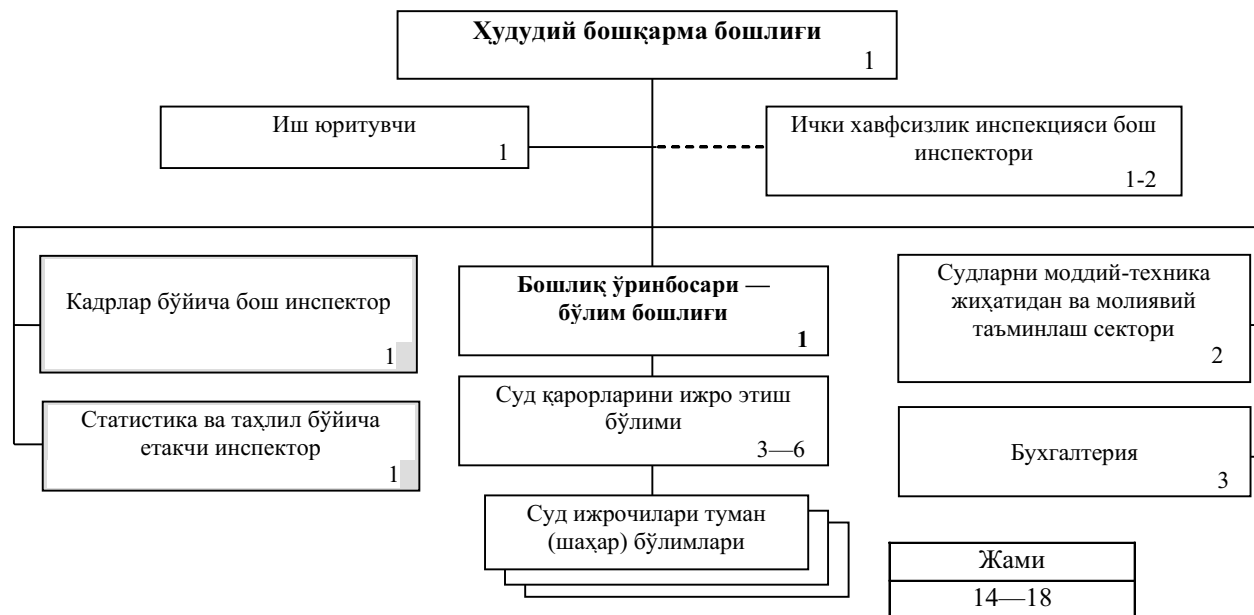 Ҳудудий бошқарма бошлиғи
1
Иш юритувчи
1
Ички хавфсизлик инспекцияси бош
инспектори
1-2
Кадрлар бўйича бош инспектор
1
Статистика ва таҳлил бўйича
етакчи инспектор
1
Бошлиқ ўринбосари —
бўлим бошлиғи
1
Суд қарорларини ижро этиш
бўлими
3—6
Суд ижрочилари туман
(шаҳар) бўлимлари
Судларни моддий-техника
жиҳатидан ва молиявий
таъминлаш сектори
2
Бухгалтерия
3
Жами
14—18